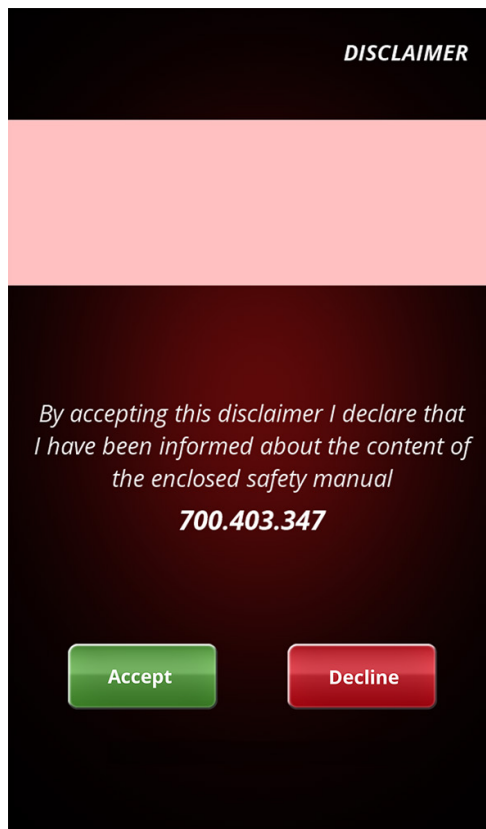 DISCLAIMER
By accepting this disclaimer I declare that
I have been informed about the content of
the enclosed safety manual
700.403.347
Accept
Decline